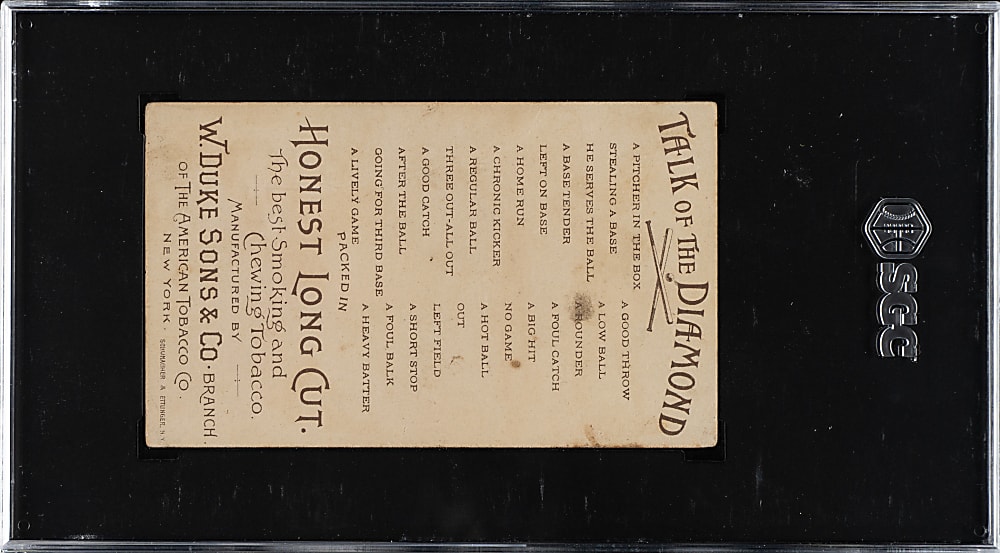 TALK OF THE DIAMOND
A PITCHER IN THE BOX
STEALING A BASE
HE SERVES THE BALL
A BASE TENDER
LEFT ON BASE
A HOME RUN
A CHRONIC KICKER
A REGULAR BALL
THREE OUT-ALL OUT
A GOOD CATCH
AFTER THE BALL
GOING FOR THIRD BASE
A LIVELY GAME
A GOOD THROW
A LOW BALL
A ROUNDER
A FOUL CATCH
A BIG HIT
NO GAME
A HOT BALL
OUT
LEFT FIELD
A SHORT STOP
A FOUL BALK
A HEAVY BATTER
PACKED IN
HONEST LONG CUT.
The best Smoking and
Chewing Tobacco.
MANUFACTURED BY
W. DUKE SONS & CO. BRANCH.
OF THE AMERICAN TOBACCO CO.
NEW YORK.
SCHUMACHER & ETTLINGER, N.Y.
SGC